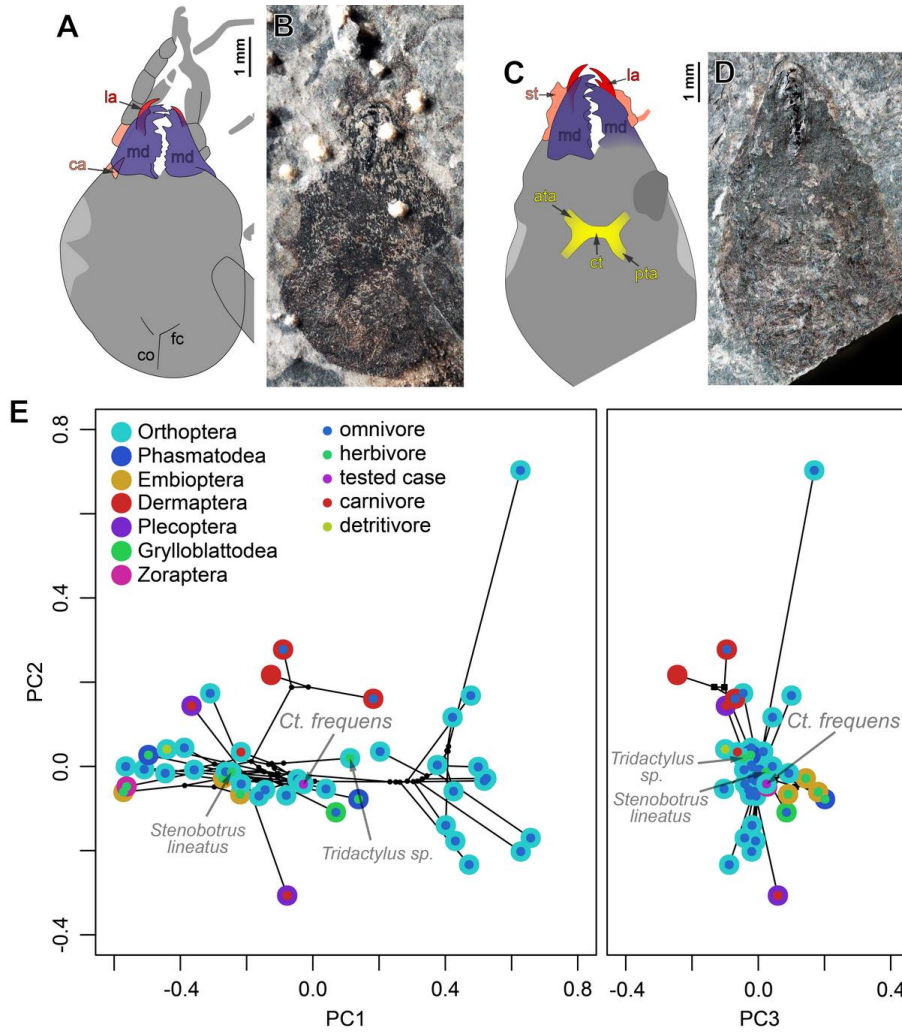 A
1 mm
la
md
md
ca
co
fc
B
C
la
st
md
md
1 mm
ata
ct
pta
D
E
Orthoptera
Phasmatodea
Embioptera
Dermaptera
Plecoptera
Grylloblattodea
Zoraptera
omnivore
herbivore
tested case
carnivore
detritivore
PC2
0.8
0.4
0.0
-0.4
Ct. frequens
Stenobotrus
lineatus
Tridactylus sp.
-0.4
0.0
0.4
0.8
PC1
Ct. frequens
Tridactylus
sp.
Stenobotrus
lineatus
-0.4
0.0
0.4
PC3